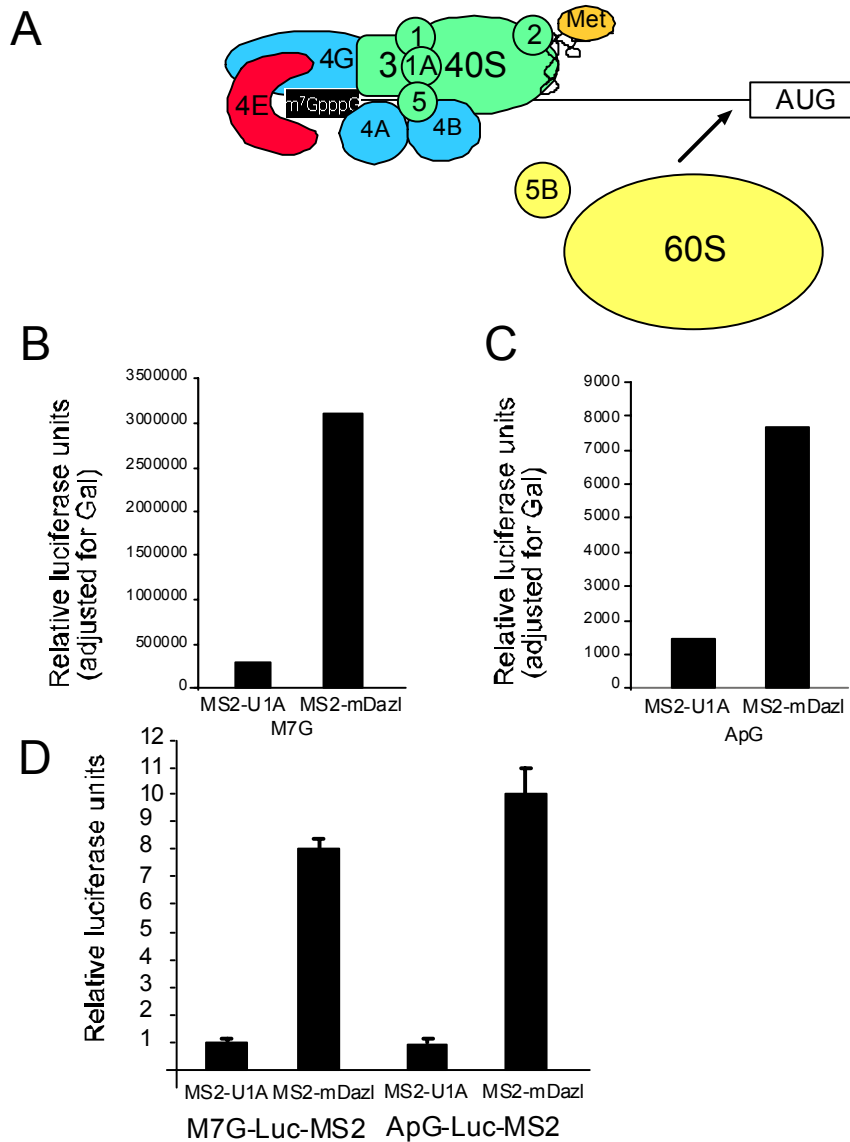 A
Met
1
2
4G
3
1A
40S
4E
m7GpppG
5
4A
4B
AUG
5B
60S
B
Relative luciferase units
(adjusted for Gal)
3500000
3000000
2500000
2000000
1500000
1000000
500000
0
MS2-U1A
MS2-mDazl
M7G
C
Relative luciferase units
(adjusted for Gal)
9000
8000
7000
6000
5000
4000
3000
2000
1000
0
MS2-U1A
MS2-mDazl
ApG
D
Relative luciferase units
12
11
10
9
8
7
6
5
4
3
2
1
MS2-U1A MS2-mDazl MS2-U1A MS2-mDazl
M7G-Luc-MS2 ApG-Luc-MS2